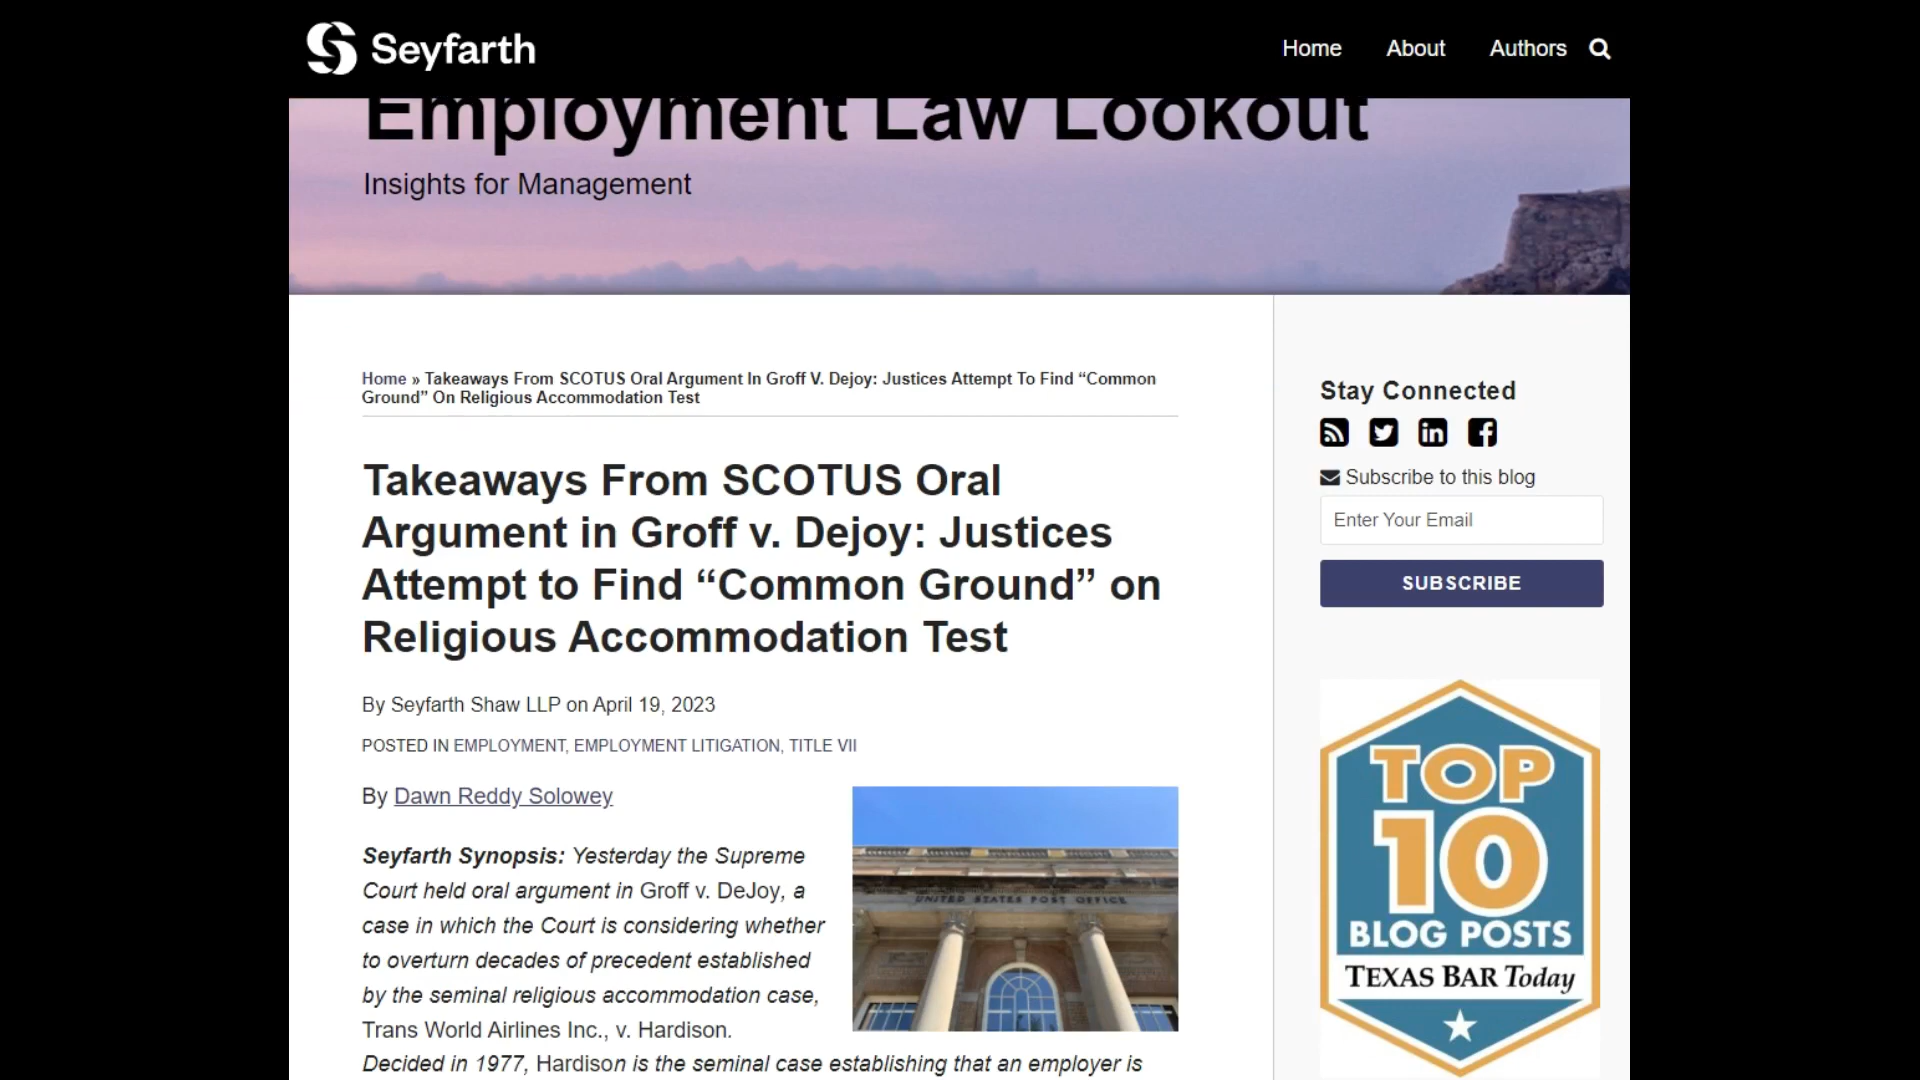 Seyfarth
Home
About
Authors
Employment Law Lookout
Insights for Management
Home » Takeaways From SCOTUS Oral Argument In Groff V. Dejoy: Justices Attempt To Find “Common
Ground” On Religious Accommodation Test
Takeaways From SCOTUS Oral
Argument in Groff v. Dejoy: Justices
Attempt to Find “Common Ground” on
Religious Accommodation Test
By Seyfarth Shaw LLP on April 19, 2023
POSTED IN EMPLOYMENT, EMPLOYMENT LITIGATION, TITLE VII
By Dawn Reddy Solowey
Seyfarth Synopsis: Yesterday the Supreme
Court held oral argument in Groff v. DeJoy, a
case in which the Court is considering whether
to overturn decades of precedent established
by the seminal religious accommodation case,
Trans World Airlines Inc., v. Hardison.
Decided in 1977, Hardison is the seminal case establishing that an employer is
UNITED STATES POST OFFICE
Stay Connected
Subscribe to this blog
Enter Your Email
SUBSCRIBE
TOP
10
BLOG POSTS
TEXAS BAR Today